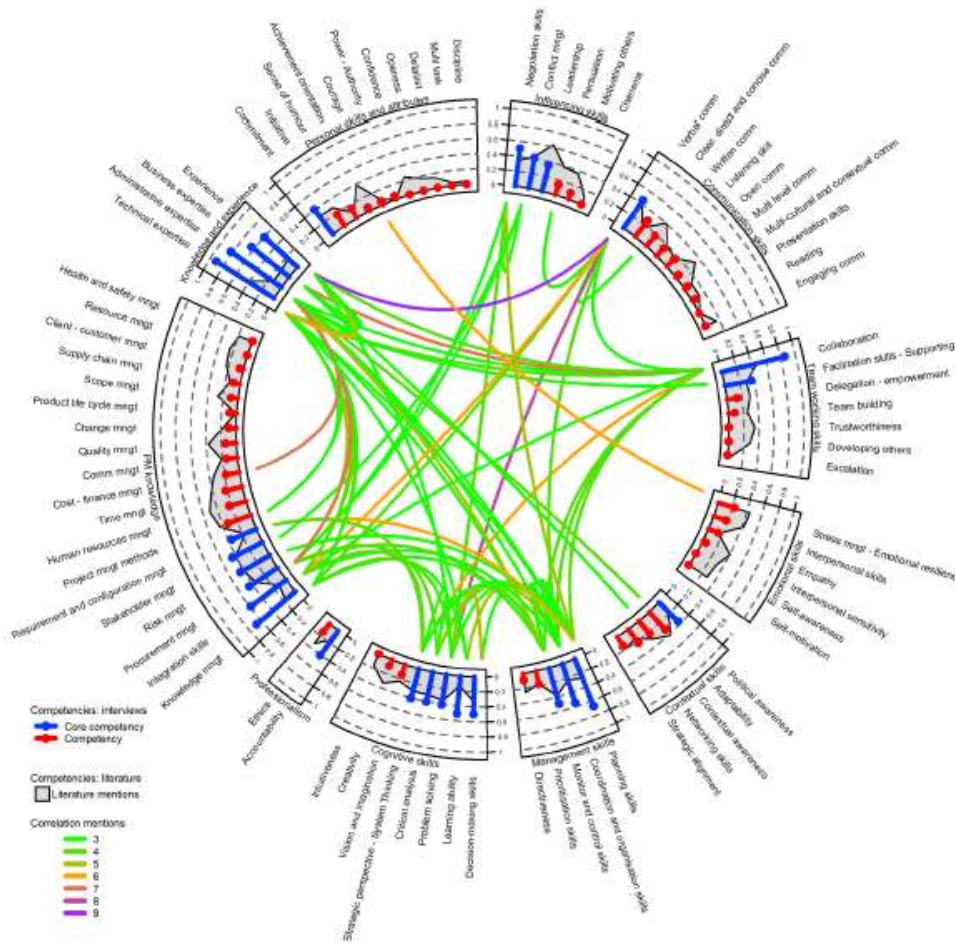 Discipline
Multi task
Detailist
Openess
Confidence
Power - Authority
Courage
Achievement orientation
Sense of humour
Initiative
Commitment
Personal skills and attributes
Negotiation skills
Conflict mngt
Leadership
Persuasion
Motivating others
Influencing skills
Verbal comm
Clear, direct and concise comm
Written comm
Listening skill
Open comm
Multi level comm
Multi-cultural and contextual comm
Presentation skills
Reading
Engaging comm
Communication skills
Collaboration
Facilitation skills - Supporting
Delegation - empowerment
Team building
Trustworthiness
Developing others
Escalation
Team working skills
Stress mngt - Emotional resilienc
Interpersonal skills
Empathy
Interpersonal sensitivity
Self-awareness
Self-motivation
Emotional skills
Political awareness
Adaptability
Contextual awareness
Networking skills
Strategic alignment
Contextual skills
Planning skills
Coordination and organisation skills
Monitor and control skills
Prioritisation skills
Directness
Management skills
Decision-making skills
Learning ability
Problem solving
Critical analysis
Strategic perspective - System Thinking
Vision and imagination
Creativity
Intuitiveness
Cognitive skills
Accountability
Ethics
Professionalism
Knowledge mngt
Integration skills
Procurement mngt
Risk mngt
Stakeholder mngt
Requirement and configuration mngt
Project mngt methods
Human resources mngt
Time mngt
Cost - finance mngt
Comm mngt
Quality mngt
Change mngt
Product life cycle mngt
Scope mngt
Supply chain mngt
Client - customer mngt
Resource mngt
Health and safety mngt
PM knowledge
Technical expertise
Administrative expertise
Business expertise
Experience
Competencies: interviews
Core competency
Competency
Competencies: literature
Literature mentions
Correlation mentions
3
4
5
6
7
8
9